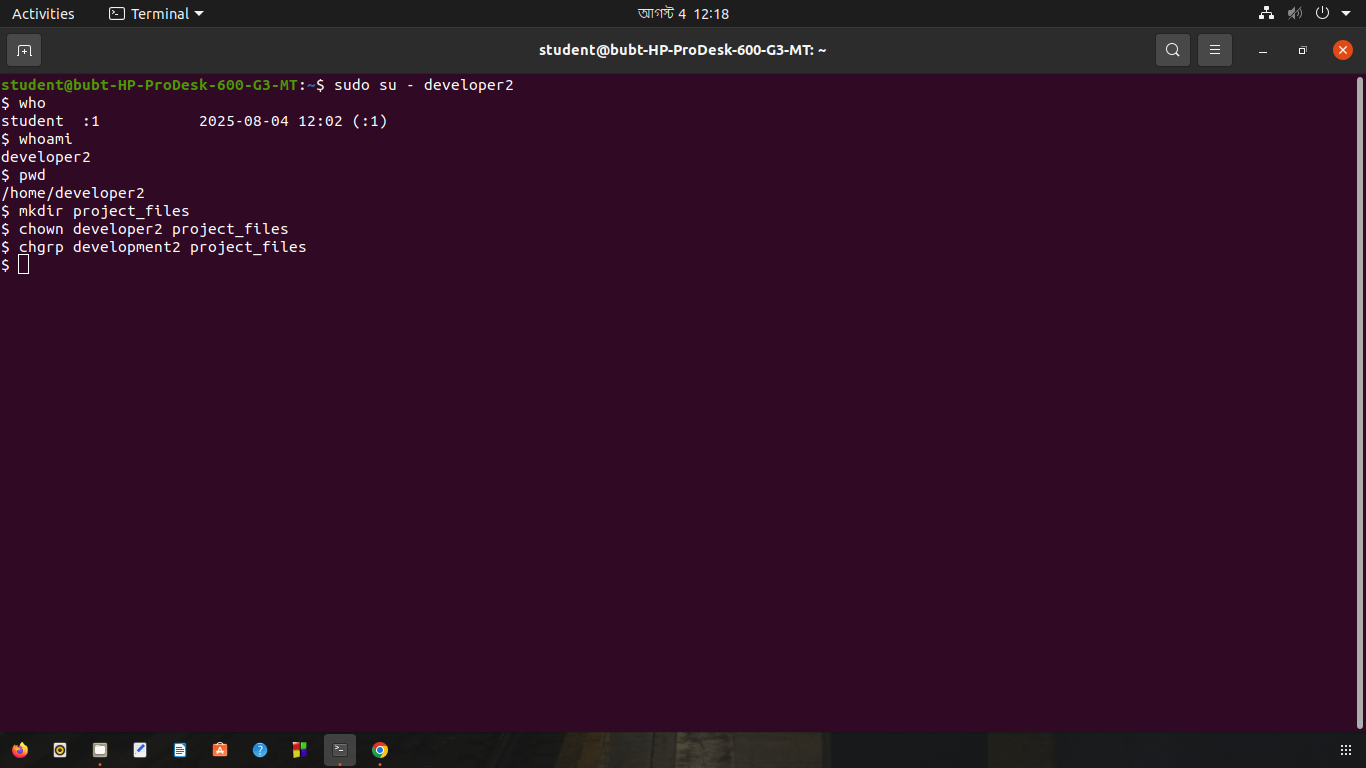 Activities Terminal আগস্ট 4 12:18
student@bubt-HP-ProDesk-600-G3-MT: ~
student@bubt-HP-ProDesk-600-G3-MT:~$ sudo su - developer2
$ who
student  :1           2025-08-04 12:02 (:1)
$ whoami
developer2
$ pwd
/home/developer2
$ mkdir project_files
$ chown developer2 project_files
$ chgrp development2 project_files
$